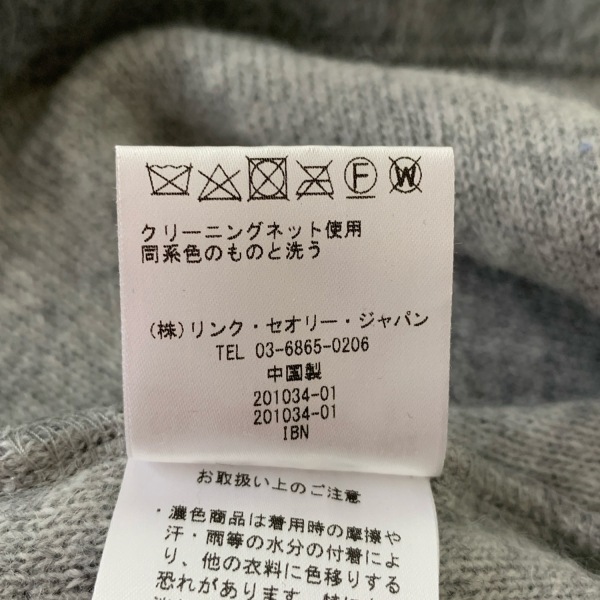 F W
クリーニングネット使用
同系色のものと洗う
(株)リンク・セオリー・ジャパン
TEL 03-6865-0206
中国製
201034-01
201034-01
IBN
お取扱い上のご注意
・濃色商品は着用時の摩擦や
汗・雨等の水分の付着によ
り、他の衣料に色移りする
恐れがあります。